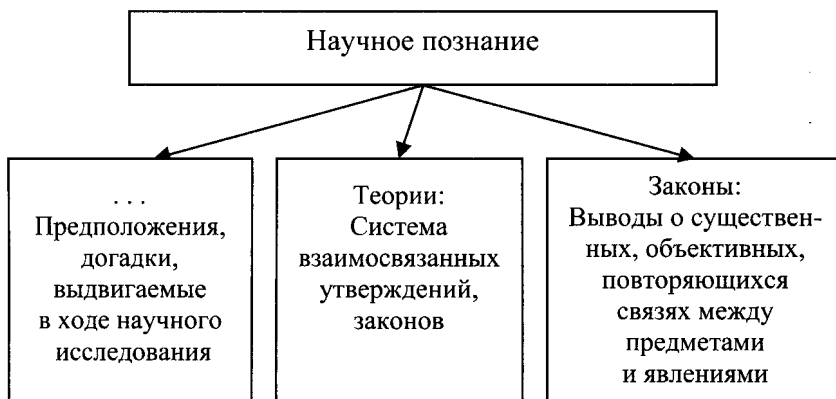 Научное познание
. . .
Предположения,
догадки,
выдвигаемые
в ходе научного
исследования
Теории:
Система
взаимосвязанных
утверждений,
законов
Законы:
Выводы о существен-
ных, объективных,
повторяющихся
связях между
предметами
и явлениями